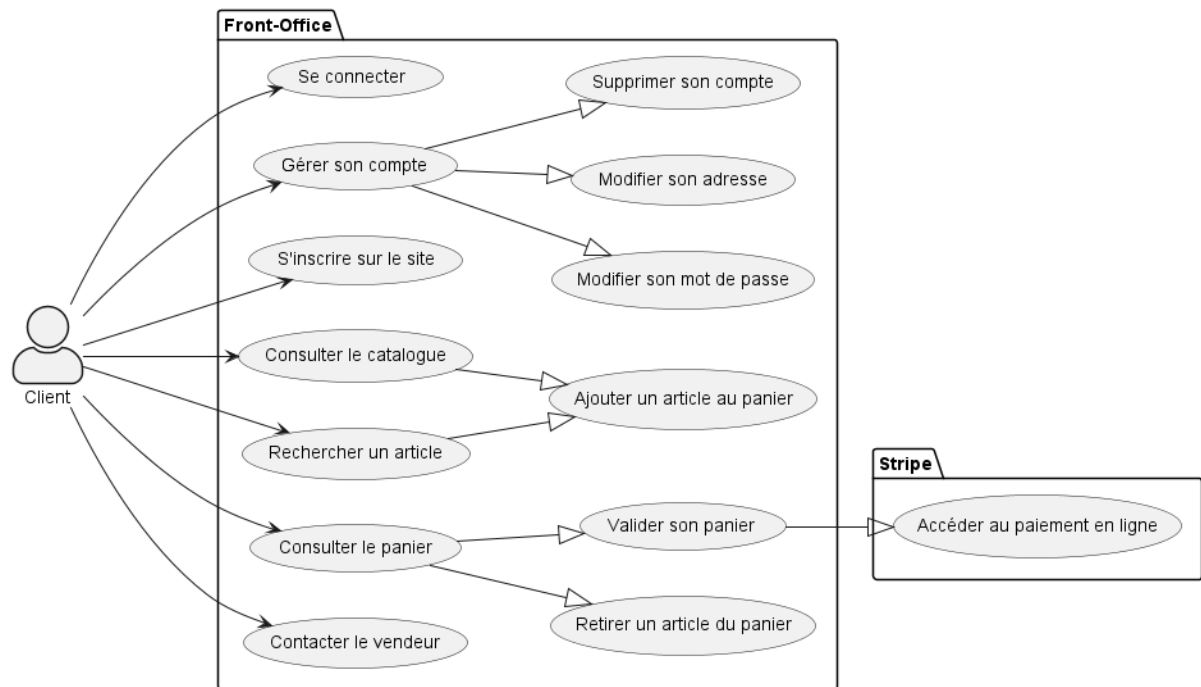 Front-Office
Se connecter
Supprimer son compte
Gérer son compte
Modifier son adresse
S'inscrire sur le site
Modifier son mot de passe
Client
Consulter le catalogue
Ajouter un article au panier
Rechercher un article
Stripe
Valider son panier
Accéder au paiement en ligne
Consulter le panier
Retirer un article du panier
Contacter le vendeur